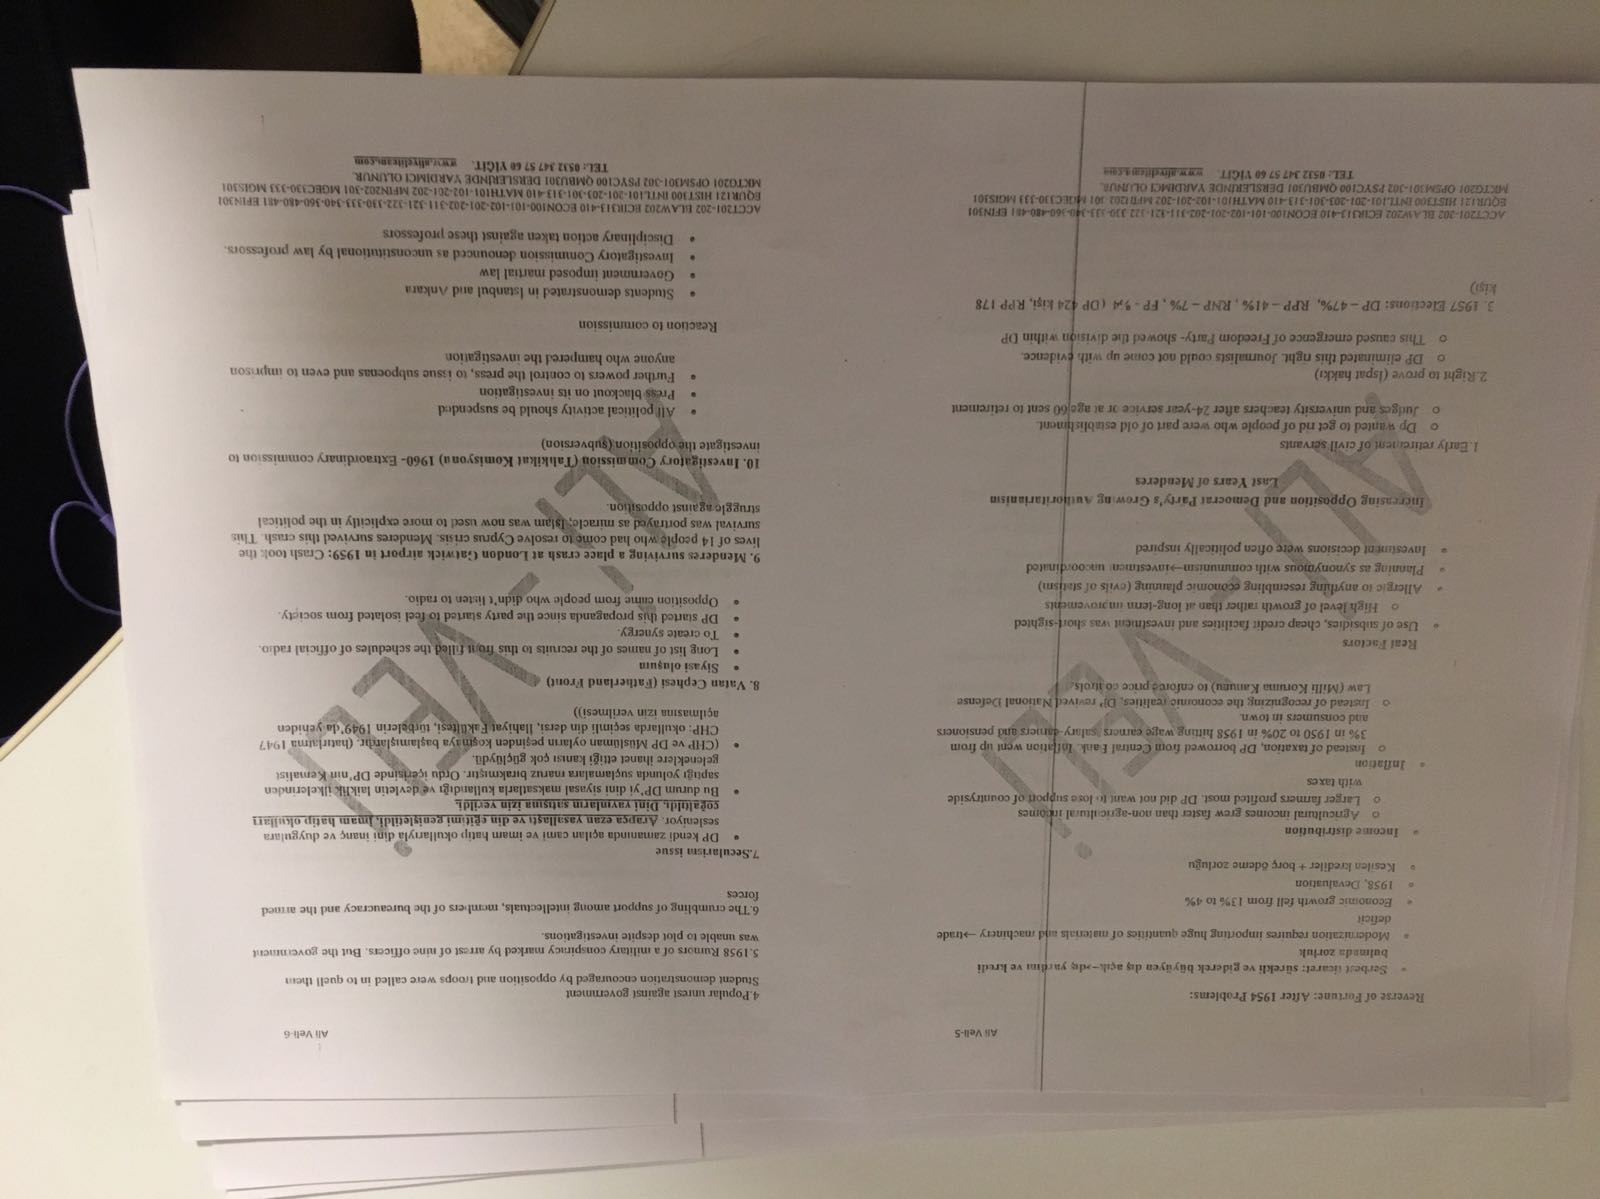 Ali Veli-5
Reverse of Fortune: After 1954 Problems:
• Serbest ticaret: sürekli ve giderek büyüyen dış açık→dış yardım ve kredi
bulmada zorluk
• Modernization requires importing huge quantities of materials and machinery →trade
deficit
• Economic growth fell from 13% to 4%
• 1958, Devaluation
• Kesilen krediler + borç ödeme zorluğu
• Income distribution
o Agricultural incomes grew faster than non-agricultural incomes
o Larger farmers profited most. DP did not want to lose support of countryside
with taxes
• Inflation
o Instead of taxation, DP borrowed from Central Bank. Inflation went up from
3% in 1950 to 20% in 1958 hitting wage earners salary-earners and pensioners
and consumers in town.
o Instead of recognizing the economic realities, DP revived National Defense
Law (Milli Koruma Kanunu) to enforce price controls.
Real Factors
• Use of subsidies, cheap credit facilities and investment was short-sighted
o High level of growth rather than at long-term improvements
• Allergic to anything resembling economic planning (evils of statism)
• Planning as synonymous with communism→investment uncoordinated
• Investment decisions were often politically inspired
Increasing Opposition and Democrat Party's Growing Authoritarianism
Last Years of Menderes
1.Early retirement of civil servants
o Dp wanted to get rid of people who were part of old establishment.
o Judges and university teachers after 24-year service or at age 60 sent to retirement
2.Right to prove (İspat hakkı)
o DP eliminated this right. Journalists could not come up with evidence.
o This caused emergence of Freedom Party- showed the division within DP
3. 1957 Elections: DP – 47%, RPP – 41% , RNP – 7% , FP - (DP 424 kişi, RPP 178
kişi)
ACCT201-302 BLAW202 ECIR313-410 ECON100-101-102-201-202-311-321-322-330-333-340-360-480-481 EFIN301
EQUR121 HIST300 INTL101-201-203-301-313-410 MATH101-102-201-202 MFIN202-301 MGEC330-333 MGIS301
MKTG201 OPSM301-302 PSYC100 QMBU301 DERSLERİNDE YARDIMCI OLUNUR.
TEL: 0532 347 57 60 YİĞİT. www.aliveliteam.com
ALI - VELI
Ali Veli-6
4.Popular unrest against government
Student demonstration encouraged by opposition and troops were called in to quell them
5.1958 Rumors of a military conspiracy marked by arrest of nine officers. But the government
was unable to plot despite investigations.
6.The crumbling of support among intellectuals, members of the bureaucracy and the armed
forces
7.Secularism issue
• DP kendi zamanında açılan cami ve imam hatip okullarıyla dini inanç ve duygulara
sesleniyor. Arapça ezan yasallaştı ve din eğitimi genişletildi. İmam hatip okulları
çoğaltıldı. Dini yayınların satışına izin verildi.
• Bu durum DP'yi dini siyasal maksatlarla kullandığı ve devletin laiklik ilkelerinden
saptığı yolunda suçlamalara maruz bırakmıştır. Ordu içerisinde DP'nin Kemalist
geleneklere ihanet ettiği kanısı çok güçlüydü.
• (CHP ve DP Müslüman oyların peşinden koşmaya başlamışlardır. (hatırlatma 1947
CHP: okullarda seçimli din dersi, İlahiyat Fakültesi, türbelerin 1949'da yeniden
açılmasına izin verilmesi))
8. Vatan Cephesi (Fatherland Front)
• Siyasi oluşum
• Long list of names of the recruits to this front filled the schedules of official radio.
• To create synergy.
• DP started this propaganda since the party started to feel isolated from society.
• Opposition came from people who didn't listen to radio.
9. Menderes surviving a place crash at London Gatwick airport in 1959: Crash took the
lives of 14 people who had come to resolve Cyprus crisis. Menderes survived this crash. This
survival was portrayed as miracle; Islam was now used to more explicitly in the political
struggle against opposition.
10. Investigatory Commission (Tahkikat Komisyonu) 1960- Extraordinary commission to
investigate the opposition (subversion)
• All political activity should be suspended
• Press blackout on its investigation
• Further powers to control the press, to issue subpoenas and even to imprison
anyone who hampered the investigation
Reaction to commission
• Students demonstrated in İstanbul and Ankara
• Government imposed martial law
• Investigatory Commission denounced as unconstitutional by law professors.
• Disciplinary action taken against these professors
ACCT201-302 BLAW202 ECIR313-410 ECON100-101-102-201-202-311-321-322-330-333-340-360-480-481 EFIN301
EQUR121 HIST300 INTL101-201-203-301-313-410 MATH101-102-201-202 MFIN202-301 MGEC330-333 MGIS301
MKTG201 OPSM301-302 PSYC100 QMBU301 DERSLERİNDE YARDIMCI OLUNUR.
TEL: 0532 347 57 60 YİĞİT. www.aliveliteam.com
ALI - VELI